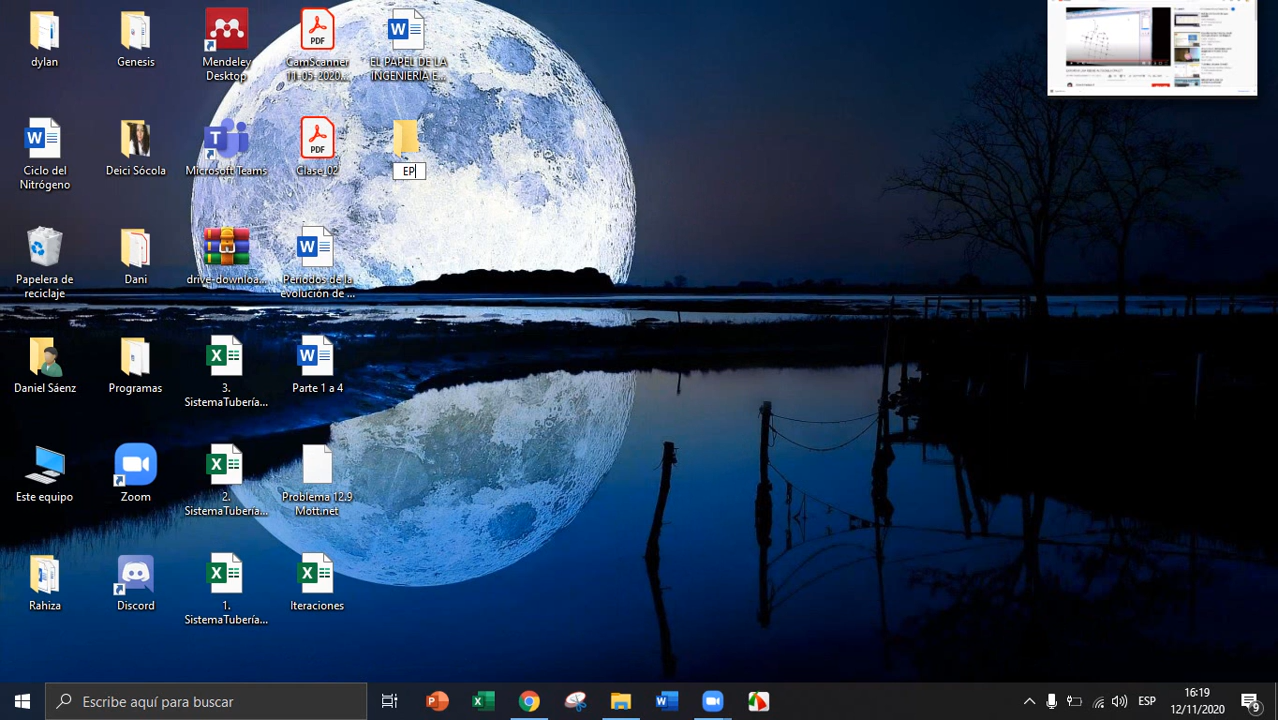 dylan
Genesis
Mendeley
Desktop
CamScanner
11-05-2020...
EL PAPEL DE LA
INGENIERIA E...
Ciclo del
Nitrógeno
Deici Sócola
Microsoft Teams
Clase_02
EP
Papelera de
reciclaje
Dani
drive-downloa...
Periodos de la
evolución de ...
Daniel Sáenz
Programas
3.
SistemaTubería...
Parte 1 a 4
Este equipo
Zoom
2.
SistemaTubería...
Problema 12.9
Mott.net
Rahiza
Discord
1.
SistemaTubería...
Iteraciones
Escribe aquí para buscar
ESP
16:19
12/11/2020
9